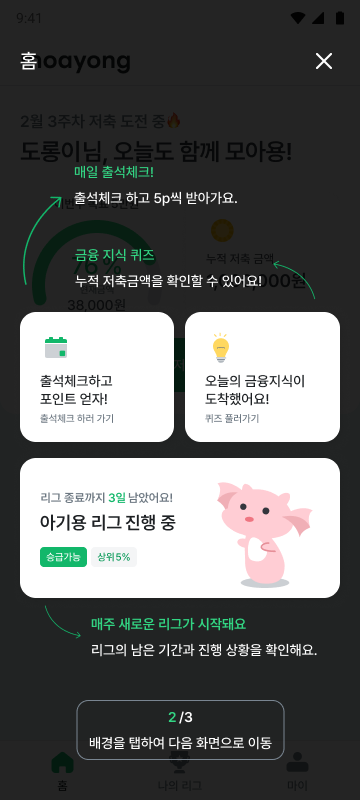 9:41
홈
moayong
2월 3주차 저축 도전 중🔥
도롱이님, 오늘도 함께 모아용!
매일 출석체크!
출석체크 하고 5p씩 받아가요.
금융 지식 퀴즈
누적 저축 금액
누적 저축금액을 확인할 수 있어요!
38,000원
출석체크하고
포인트 얻자!
출석체크 하러 가기
오늘의 금융지식이
도착했어요!
퀴즈 풀러가기
리그 종료까지 3일 남았어요!
아기용 리그 진행 중
승급가능
상위 5%
매주 새로운 리그가 시작돼요
리그의 남은 기간과 진행 상황을 확인해요.
2/3
배경을 탭하여 다음 화면으로 이동
홈
나의 리그
마이